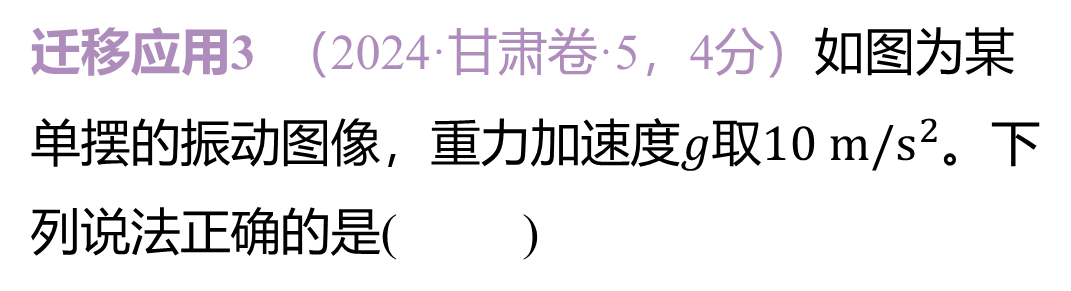 迁移应用3 （2024·甘肃卷·5，4分）如图为某
单摆的振动图像，重力加速度g取10 m/s²。下
列说法正确的是(  )